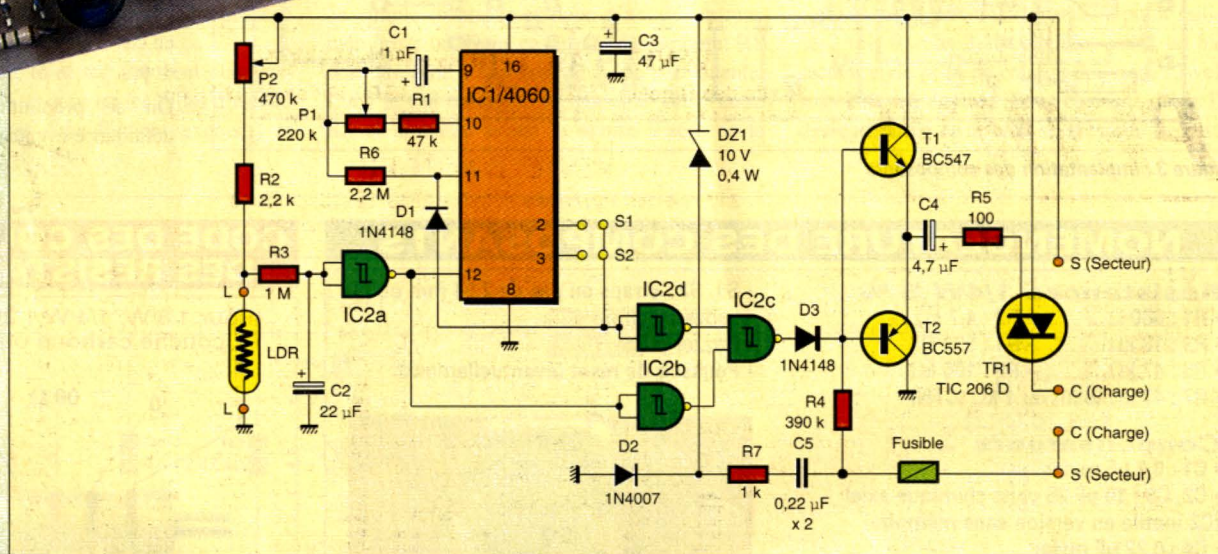 P2
470 k
C1
1 µF
+
9
16
IC1/4060
P1
220 k
R1
47 k
10
R6
2,2 M
11
D1
1N4148
R2
2,2 k
R3
1 M
12
IC2a
8
2
3
S1
S2
L
LDR
L
+
C2
22 µF
+
C3
47 µF
DZ1
10 V
0,4 W
IC2d
IC2c
IC2b
D3
1N4148
T1
BC547
T2
BC557
C4
+
4,7 µF
R5
100
S (Secteur)
TR1
TIC 206 D
C (Charge)
C (Charge)
S (Secteur)
R4
390 k
D2
1N4007
R7
1 k
C5
0,22 µF
x 2
Fusible